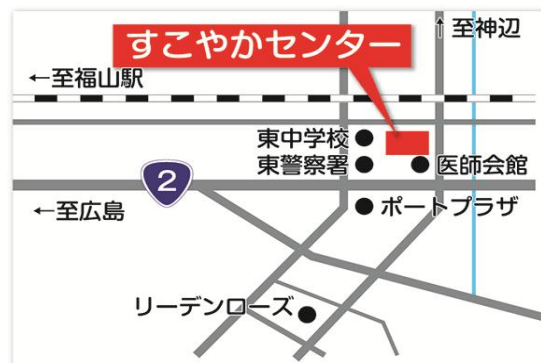 ↑至神辺
すこやかセンター
←至福山駅
東中学校
東警察署
医師会館
2
←至広島
ポートプラザ
リーデンローズ